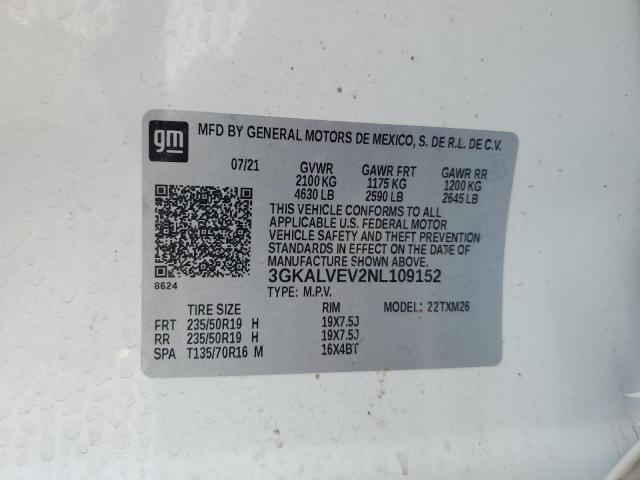 gm MFD BY GENERAL MOTORS DE MEXICO, S. DE R.L. DE C.V.
07/21 GVWR GAWR FRT GAWR RR
2100 KG 1175 KG 1200 KG
4630 LB 2590 LB 2645 LB
THIS VEHICLE CONFORMS TO ALL
APPLICABLE U.S. FEDERAL MOTOR
VEHICLE SAFETY AND THEFT PREVENTION
STANDARDS IN EFFECT ON THE DATE OF
MANUFACTURE SHOWN ABOVE.
8624 3GKALVEV2NL109152
TYPE: M.P.V. MODEL: 22TXM26
TIRE SIZE RIM
FRT 235/50R19 H 19X7.5J
RR 235/50R19 H 19X7.5J
SPA T135/70R16 M 16X4BT